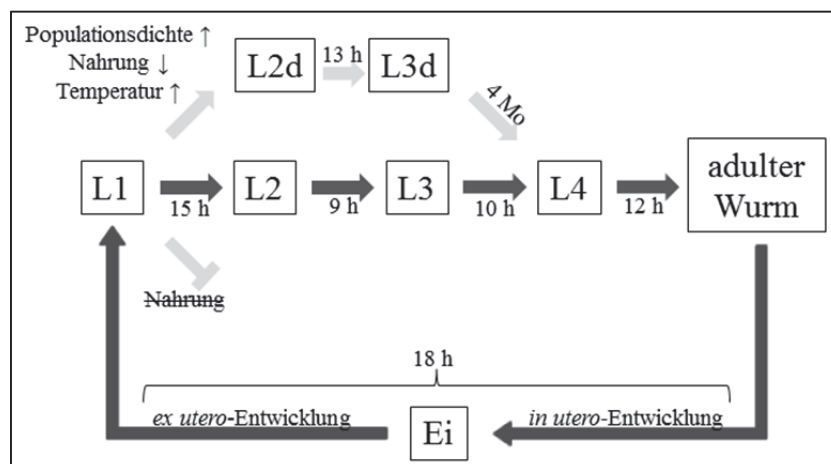 Populationsdichte ↑
Nahrung ↓
Temperatur ↑
L2d
13 h
L3d
4 Mo
L1
15 h
L2
9 h
L3
10 h
L4
12 h
adulter
Wurm
Nahrung
18 h
ex utero-Entwicklung
Ei
in utero-Entwicklung